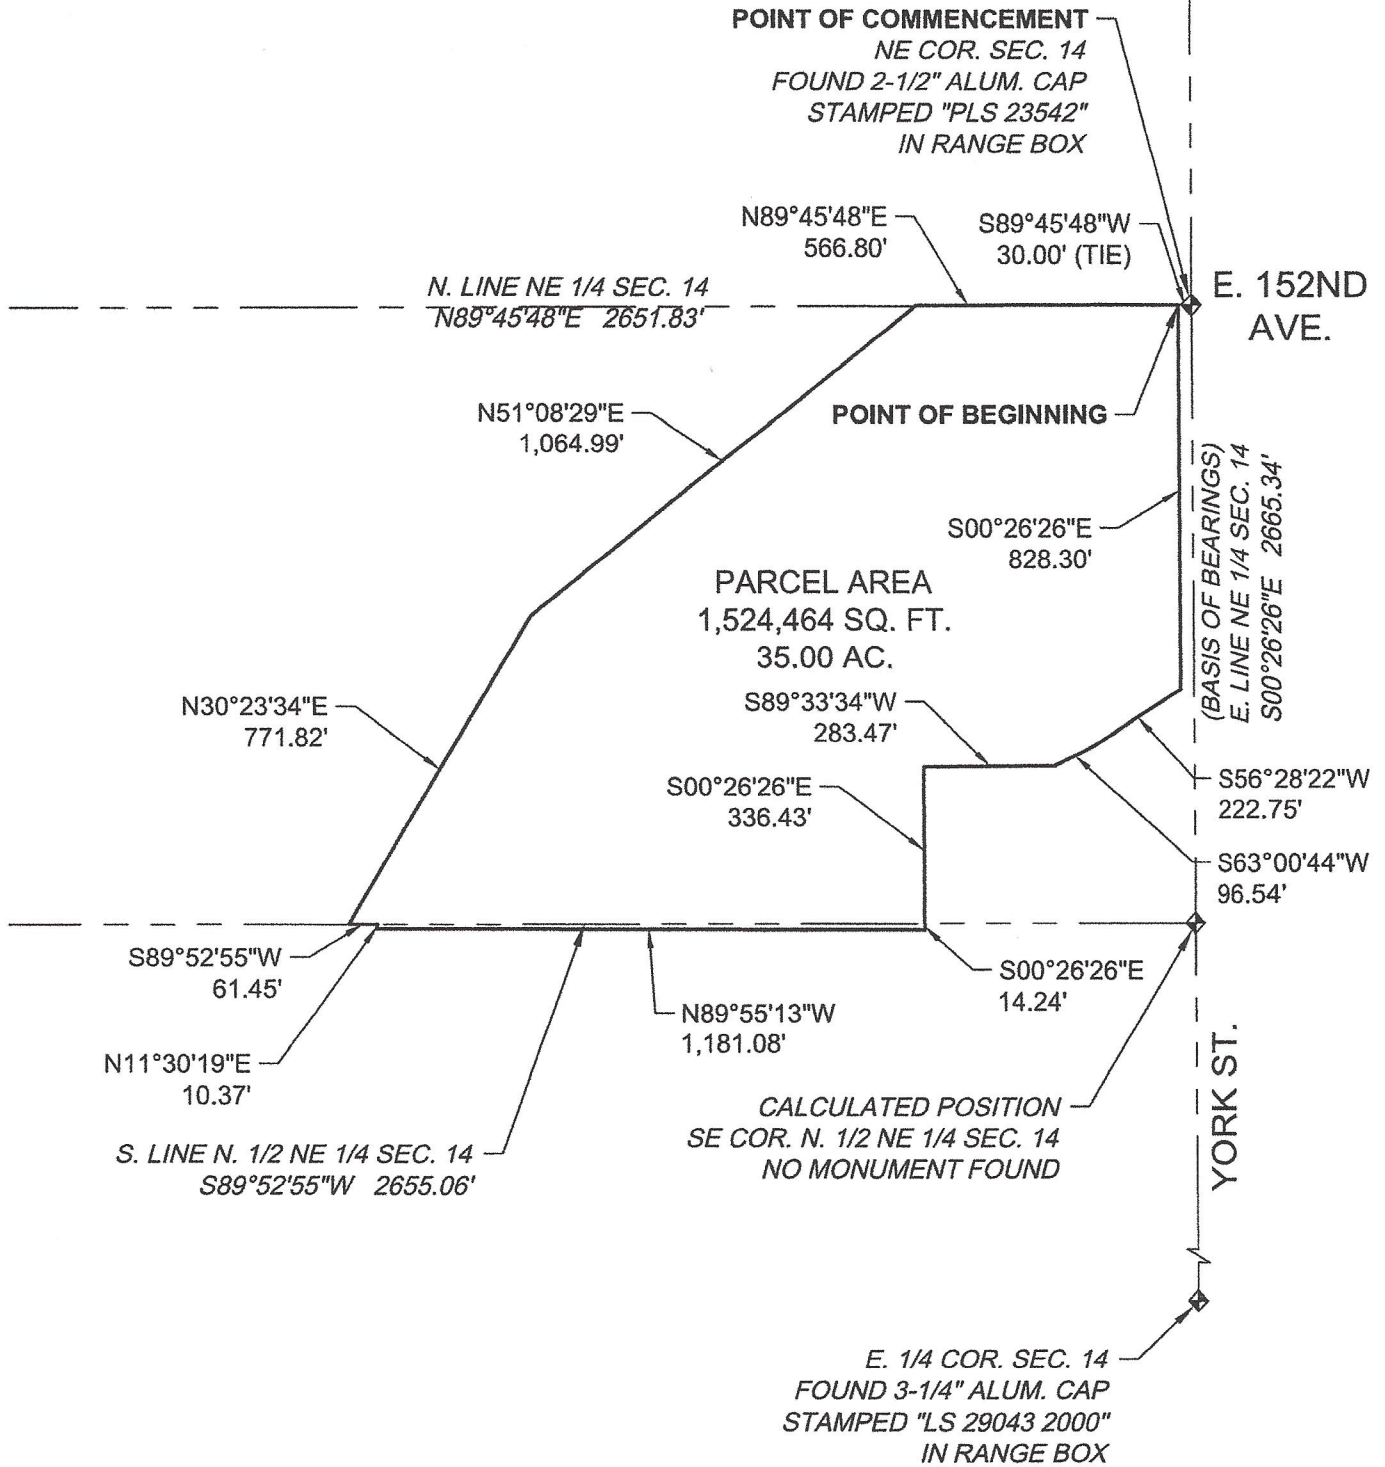 POINT OF COMMENCEMENT
NE COR. SEC. 14
FOUND 2-1/2" ALUM. CAP
STAMPED "PLS 23542"
IN RANGE BOX
N89°45'48"E
566.80'
S89°45'48"W
30.00' (TIE)
N. LINE NE 1/4 SEC. 14
N89°45'48"E 2651.83'
E. 152ND
AVE.
N51°08'29"E
1,064.99'
POINT OF BEGINNING
(BASIS OF BEARINGS)
E. LINE NE 1/4 SEC. 14
S00°26'26"E 2665.34'
S00°26'26"E
828.30'
PARCEL AREA
1,524,464 SQ. FT.
35.00 AC.
N30°23'34"E
771.82'
S89°33'34"W
283.47'
S00°26'26"E
336.43'
S56°28'22"W
222.75'
S63°00'44"W
96.54'
S89°52'55"W
61.45'
S00°26'26"E
14.24'
N89°55'13"W
1,181.08'
N11°30'19"E
10.37'
YORK ST.
CALCULATED POSITION
SE COR. N. 1/2 NE 1/4 SEC. 14
NO MONUMENT FOUND
S. LINE N. 1/2 NE 1/4 SEC. 14
S89°52'55"W 2655.06'
E. 1/4 COR. SEC. 14
FOUND 3-1/4" ALUM. CAP
STAMPED "LS 29043 2000"
IN RANGE BOX